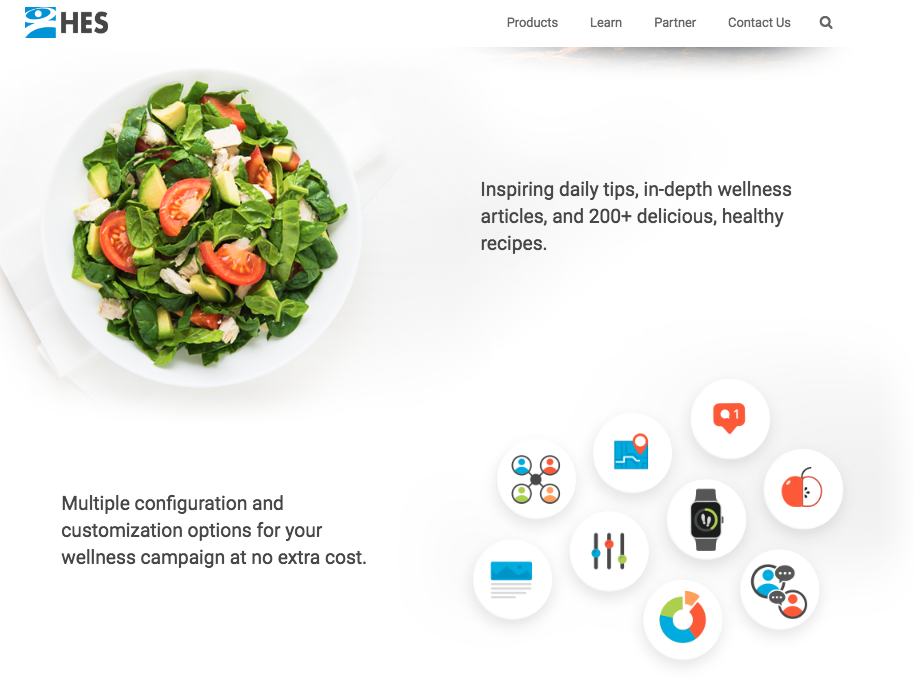 HES
Products
Learn
Partner
Contact Us
Inspiring daily tips, in-depth wellness
articles, and 200+ delicious, healthy
recipes.
1
Multiple configuration and
customization options for your
wellness campaign at no extra cost.